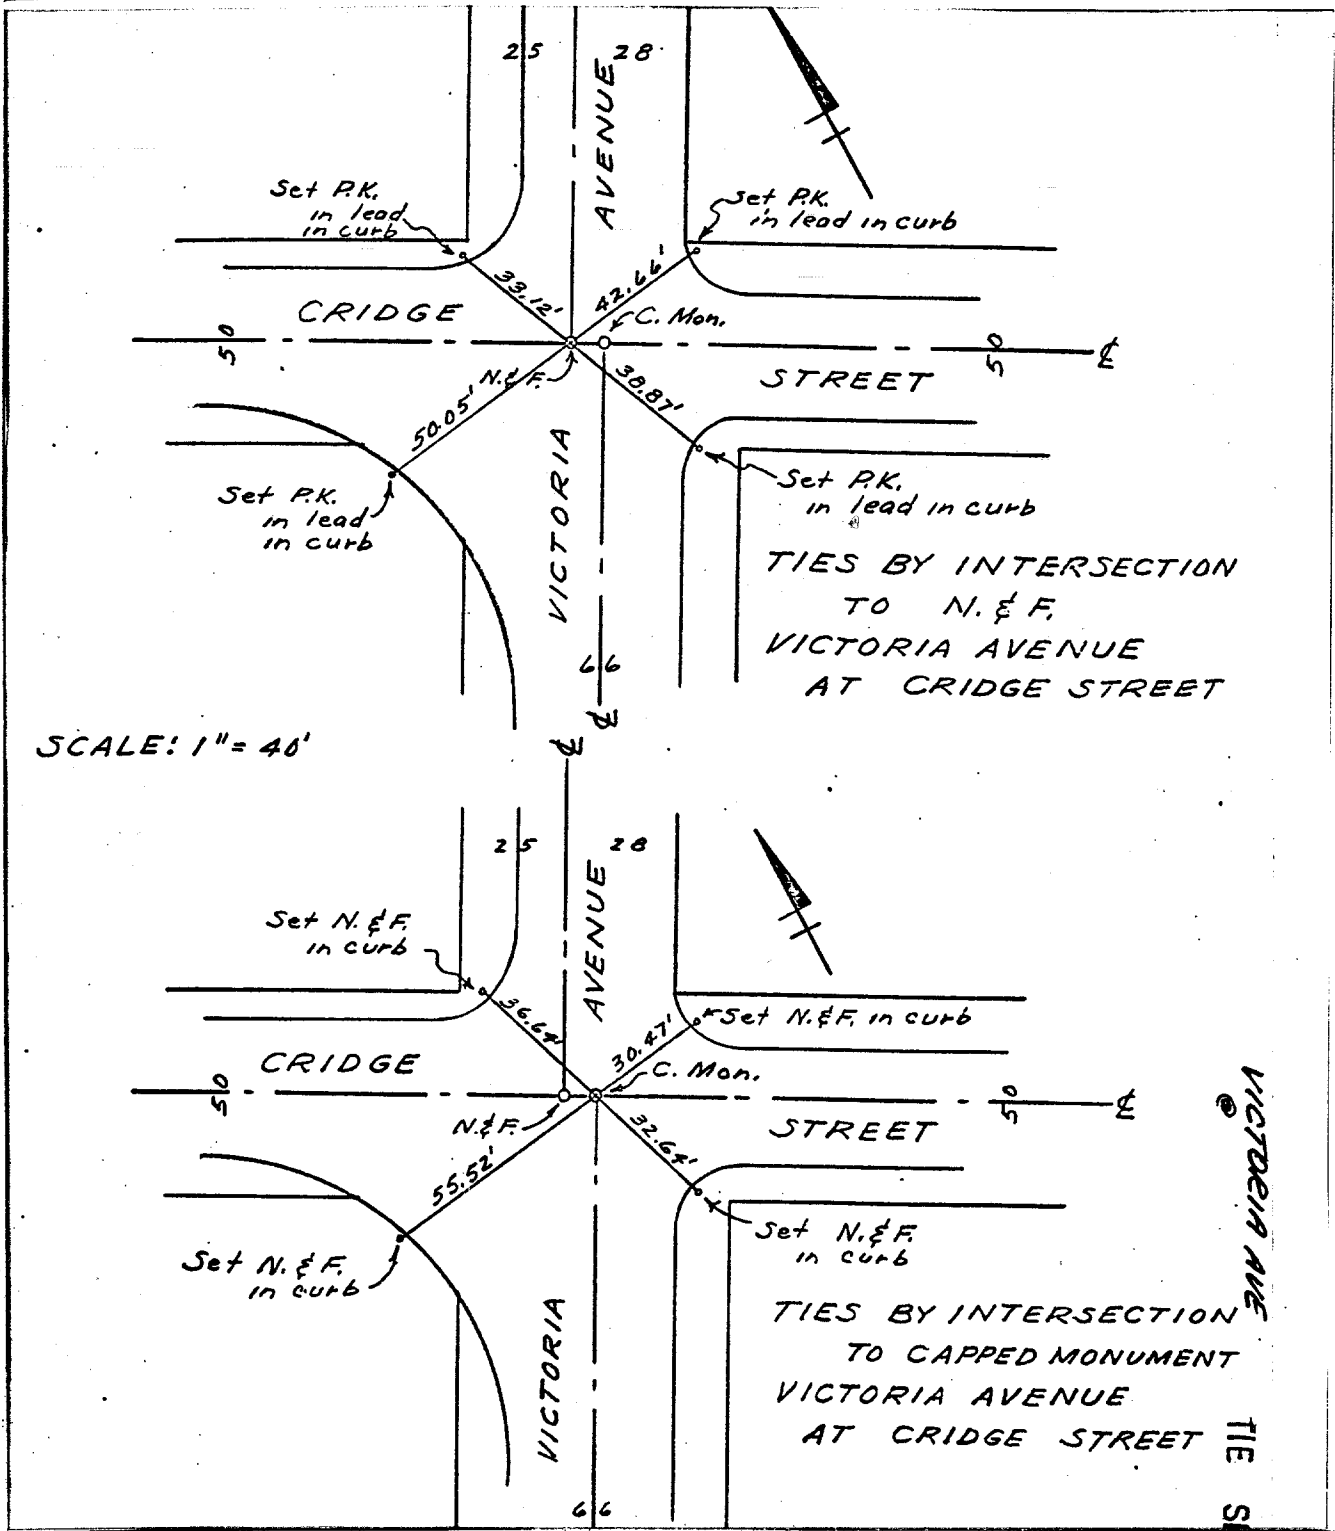 25
28
AVENUE
Set P.K.
in lead
in curb
Set P.K.
in lead in curb
33.12'
42.66'
CRIDGE
C. Mon.
50
50
℄
N.&F.
38.87'
STREET
50.05'
VICTORIA
Set P.K.
in lead
in curb
Set P.K.
in lead in curb
TIES BY INTERSECTION
TO N.&F.
VICTORIA AVENUE
AT CRIDGE STREET
66
℄
SCALE: 1"=40'
℄
25
28
AVENUE
Set N.&F.
in curb
36.64'
30.47'
Set N.&F. in curb
CRIDGE
C. Mon.
50
50
℄
N.&F.
32.64'
STREET
55.52'
VICTORIA
Set N.&F.
in curb
Set N.&F.
in curb
TIES BY INTERSECTION
TO CAPPED MONUMENT
VICTORIA AVENUE
AT CRIDGE STREET
66
VICTORIA AVE
@
TIE